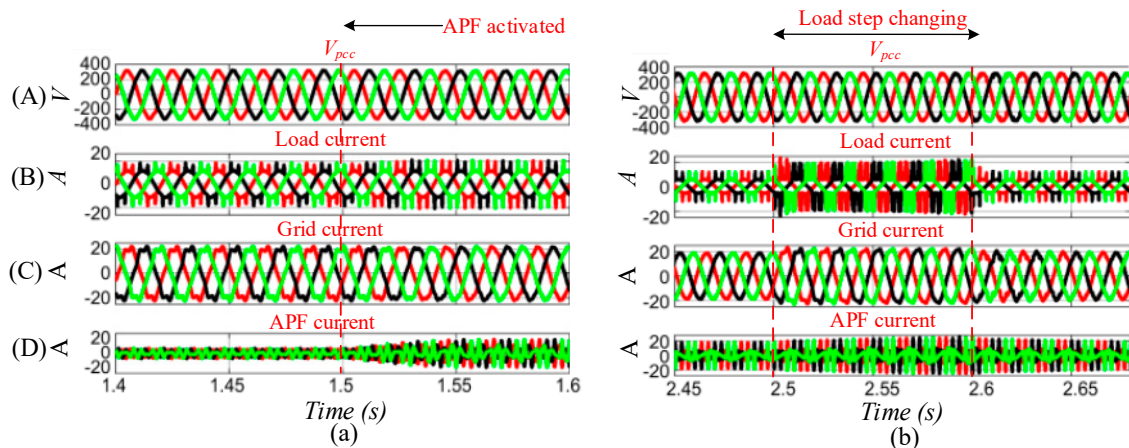 APF activated
V_pcc
(A) V 400 200 0 -200 -400
Load current
(B) A 20 0 -20
Grid current
(C) A 20 0 -20
APF current
(D) A 20 0 -20
1.4 1.45 1.5 1.55 1.6
Time (s)
(a)
Load step changing
V_pcc
V 400 200 0 -200 -400
Load current
A 20 0 -20
Grid current
A 20 0 -20
APF current
A 20 0 -20
2.45 2.5 2.55 2.6 2.65
Time (s)
(b)